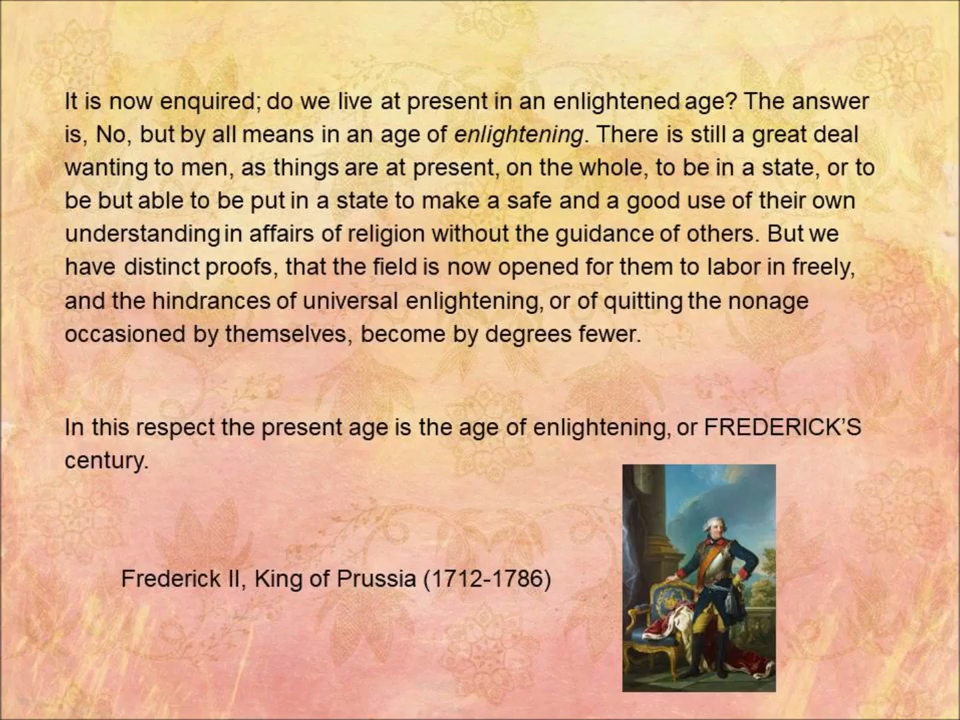 It is now enquired; do we live at present in an enlightened age? The answer
is, No, but by all means in an age of enlightening. There is still a great deal
wanting to men, as things are at present, on the whole, to be in a state, or to
be but able to be put in a state to make a safe and a good use of their own
understanding in affairs of religion without the guidance of others. But we
have distinct proofs, that the field is now opened for them to labor in freely,
and the hindrances of universal enlightening, or of quitting the nonage
occasioned by themselves, become by degrees fewer.
In this respect the present age is the age of enlightening, or FREDERICK'S
century.
Frederick II, King of Prussia (1712-1786)